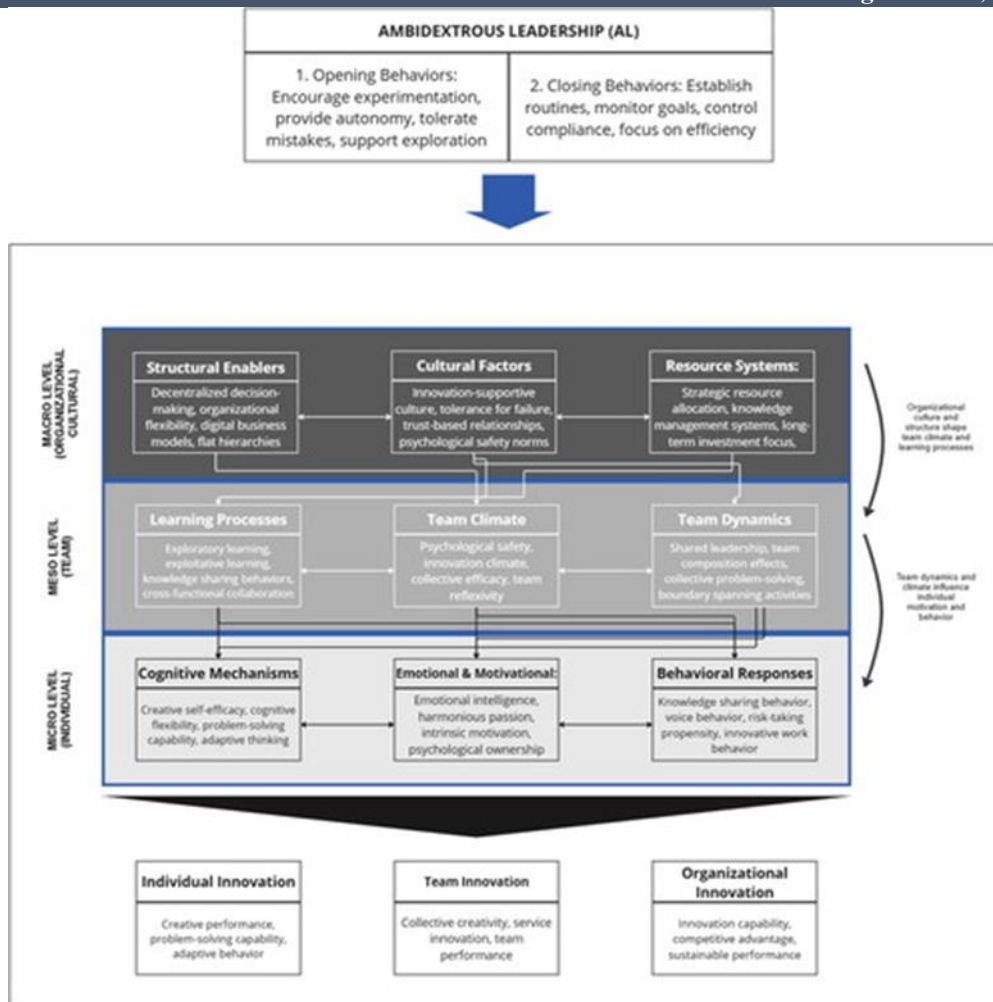 AMBIDEXTROUS LEADERSHIP (AL)
1. Opening Behaviors:
Encourage experimentation,
provide autonomy, tolerate
mistakes, support exploration
2. Closing Behaviors: Establish
routines, monitor goals, control
compliance, focus on efficiency
MACRO LEVEL
(ORGANIZATIONAL
CULTURAL)
Structural Enablers
Decentralized decision-
making, organizational
flexibility, digital business
models, flat hierarchies
Cultural Factors
Innovation-supportive
culture, tolerance for failure,
trust-based relationships,
psychological safety norms
Resource Systems:
Strategic resource
allocation, knowledge
management systems, long-
term investment focus,
Organizational
culture and
structure shape
team climate and
learning processes
MESO LEVEL
(TEAM)
Learning Processes
Exploratory learning,
exploitative learning,
knowledge sharing behaviors,
cross-functional collaboration
Team Climate
Psychological safety,
innovation climate,
collective efficacy, team
reflexivity
Team Dynamics
Shared leadership, team
composition effects,
collective problem-solving,
boundary spanning activities
Team dynamics and
climate influence
individual
motivation and
behavior
MICRO LEVEL
(INDIVIDUAL)
Cognitive Mechanisms
Creative self-efficacy, cognitive
flexibility, problem-solving
capability, adaptive thinking
Emotional & Motivational:
Emotional intelligence,
harmonious passion,
intrinsic motivation,
psychological ownership
Behavioral Responses
Knowledge sharing behavior,
voice behavior, risk-taking
propensity, innovative work
behavior
Individual Innovation
Creative performance,
problem-solving capability,
adaptive behavior
Team Innovation
Collective creativity, service
innovation, team
performance
Organizational
Innovation
Innovation capability,
competitive advantage,
sustainable performance